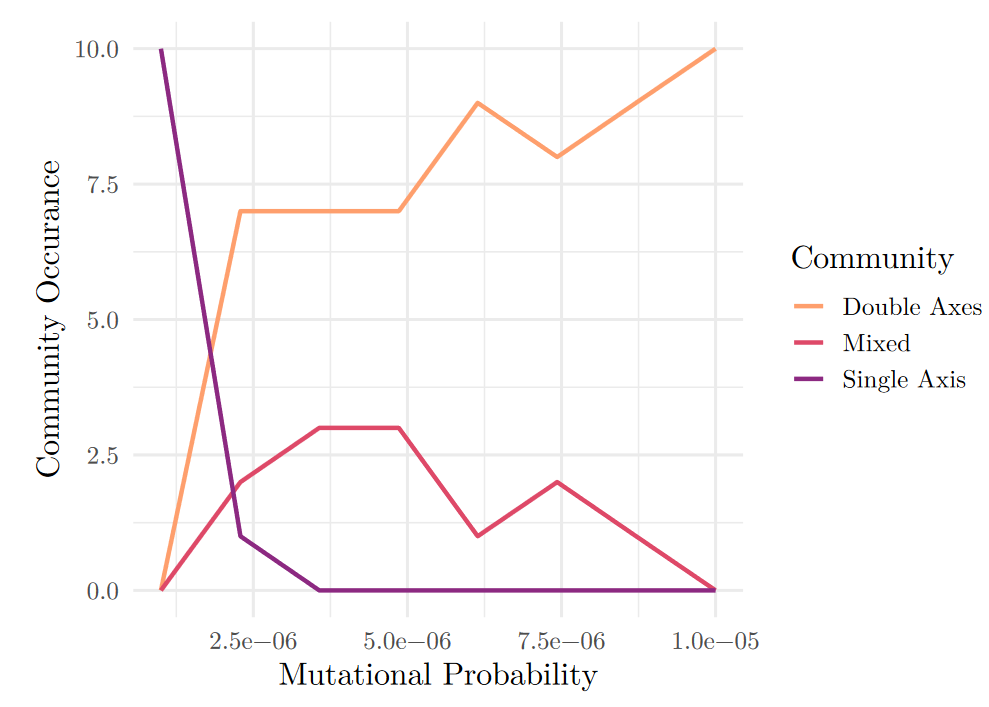 10.0
7.5
5.0
2.5
0.0
Community Occurance
2.5e−06 5.0e−06 7.5e−06 1.0e−05
Mutational Probability
Community
Double Axes
Mixed
Single Axis